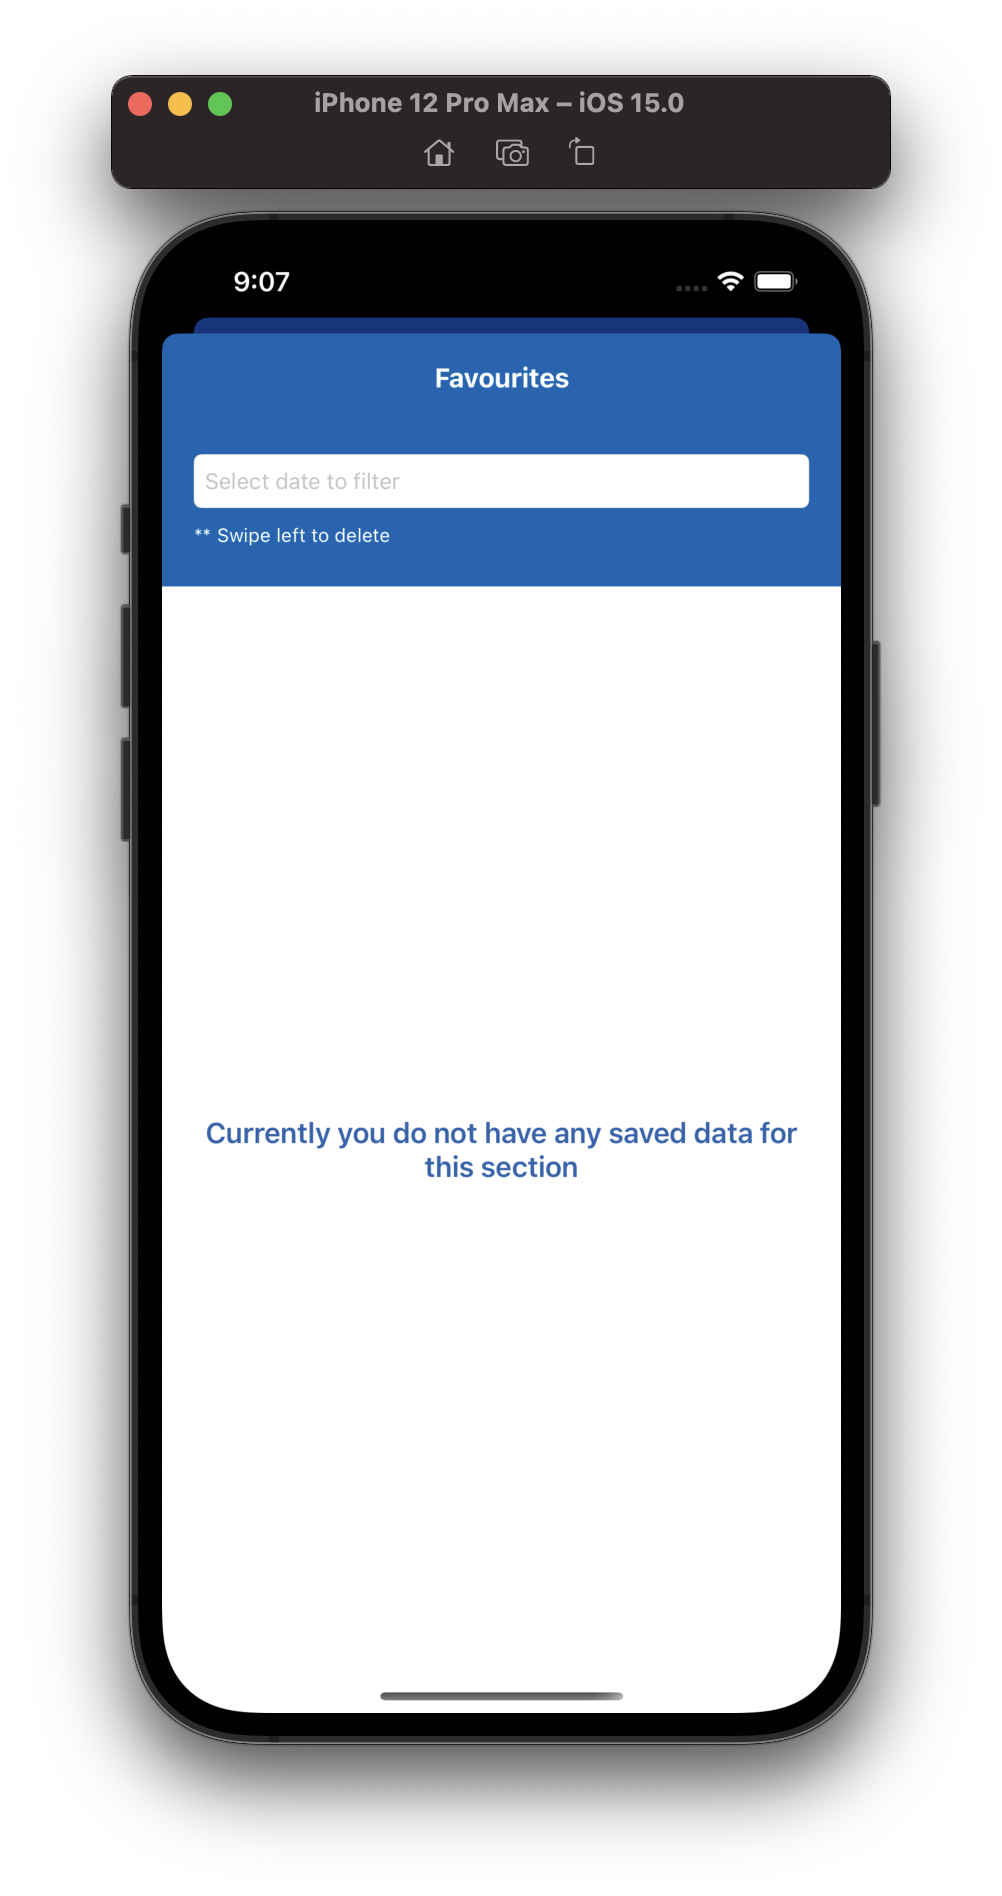 iPhone 12 Pro Max – iOS 15.0
9:07
Favourites
Select date to filter
** Swipe left to delete
Currently you do not have any saved data for
this section